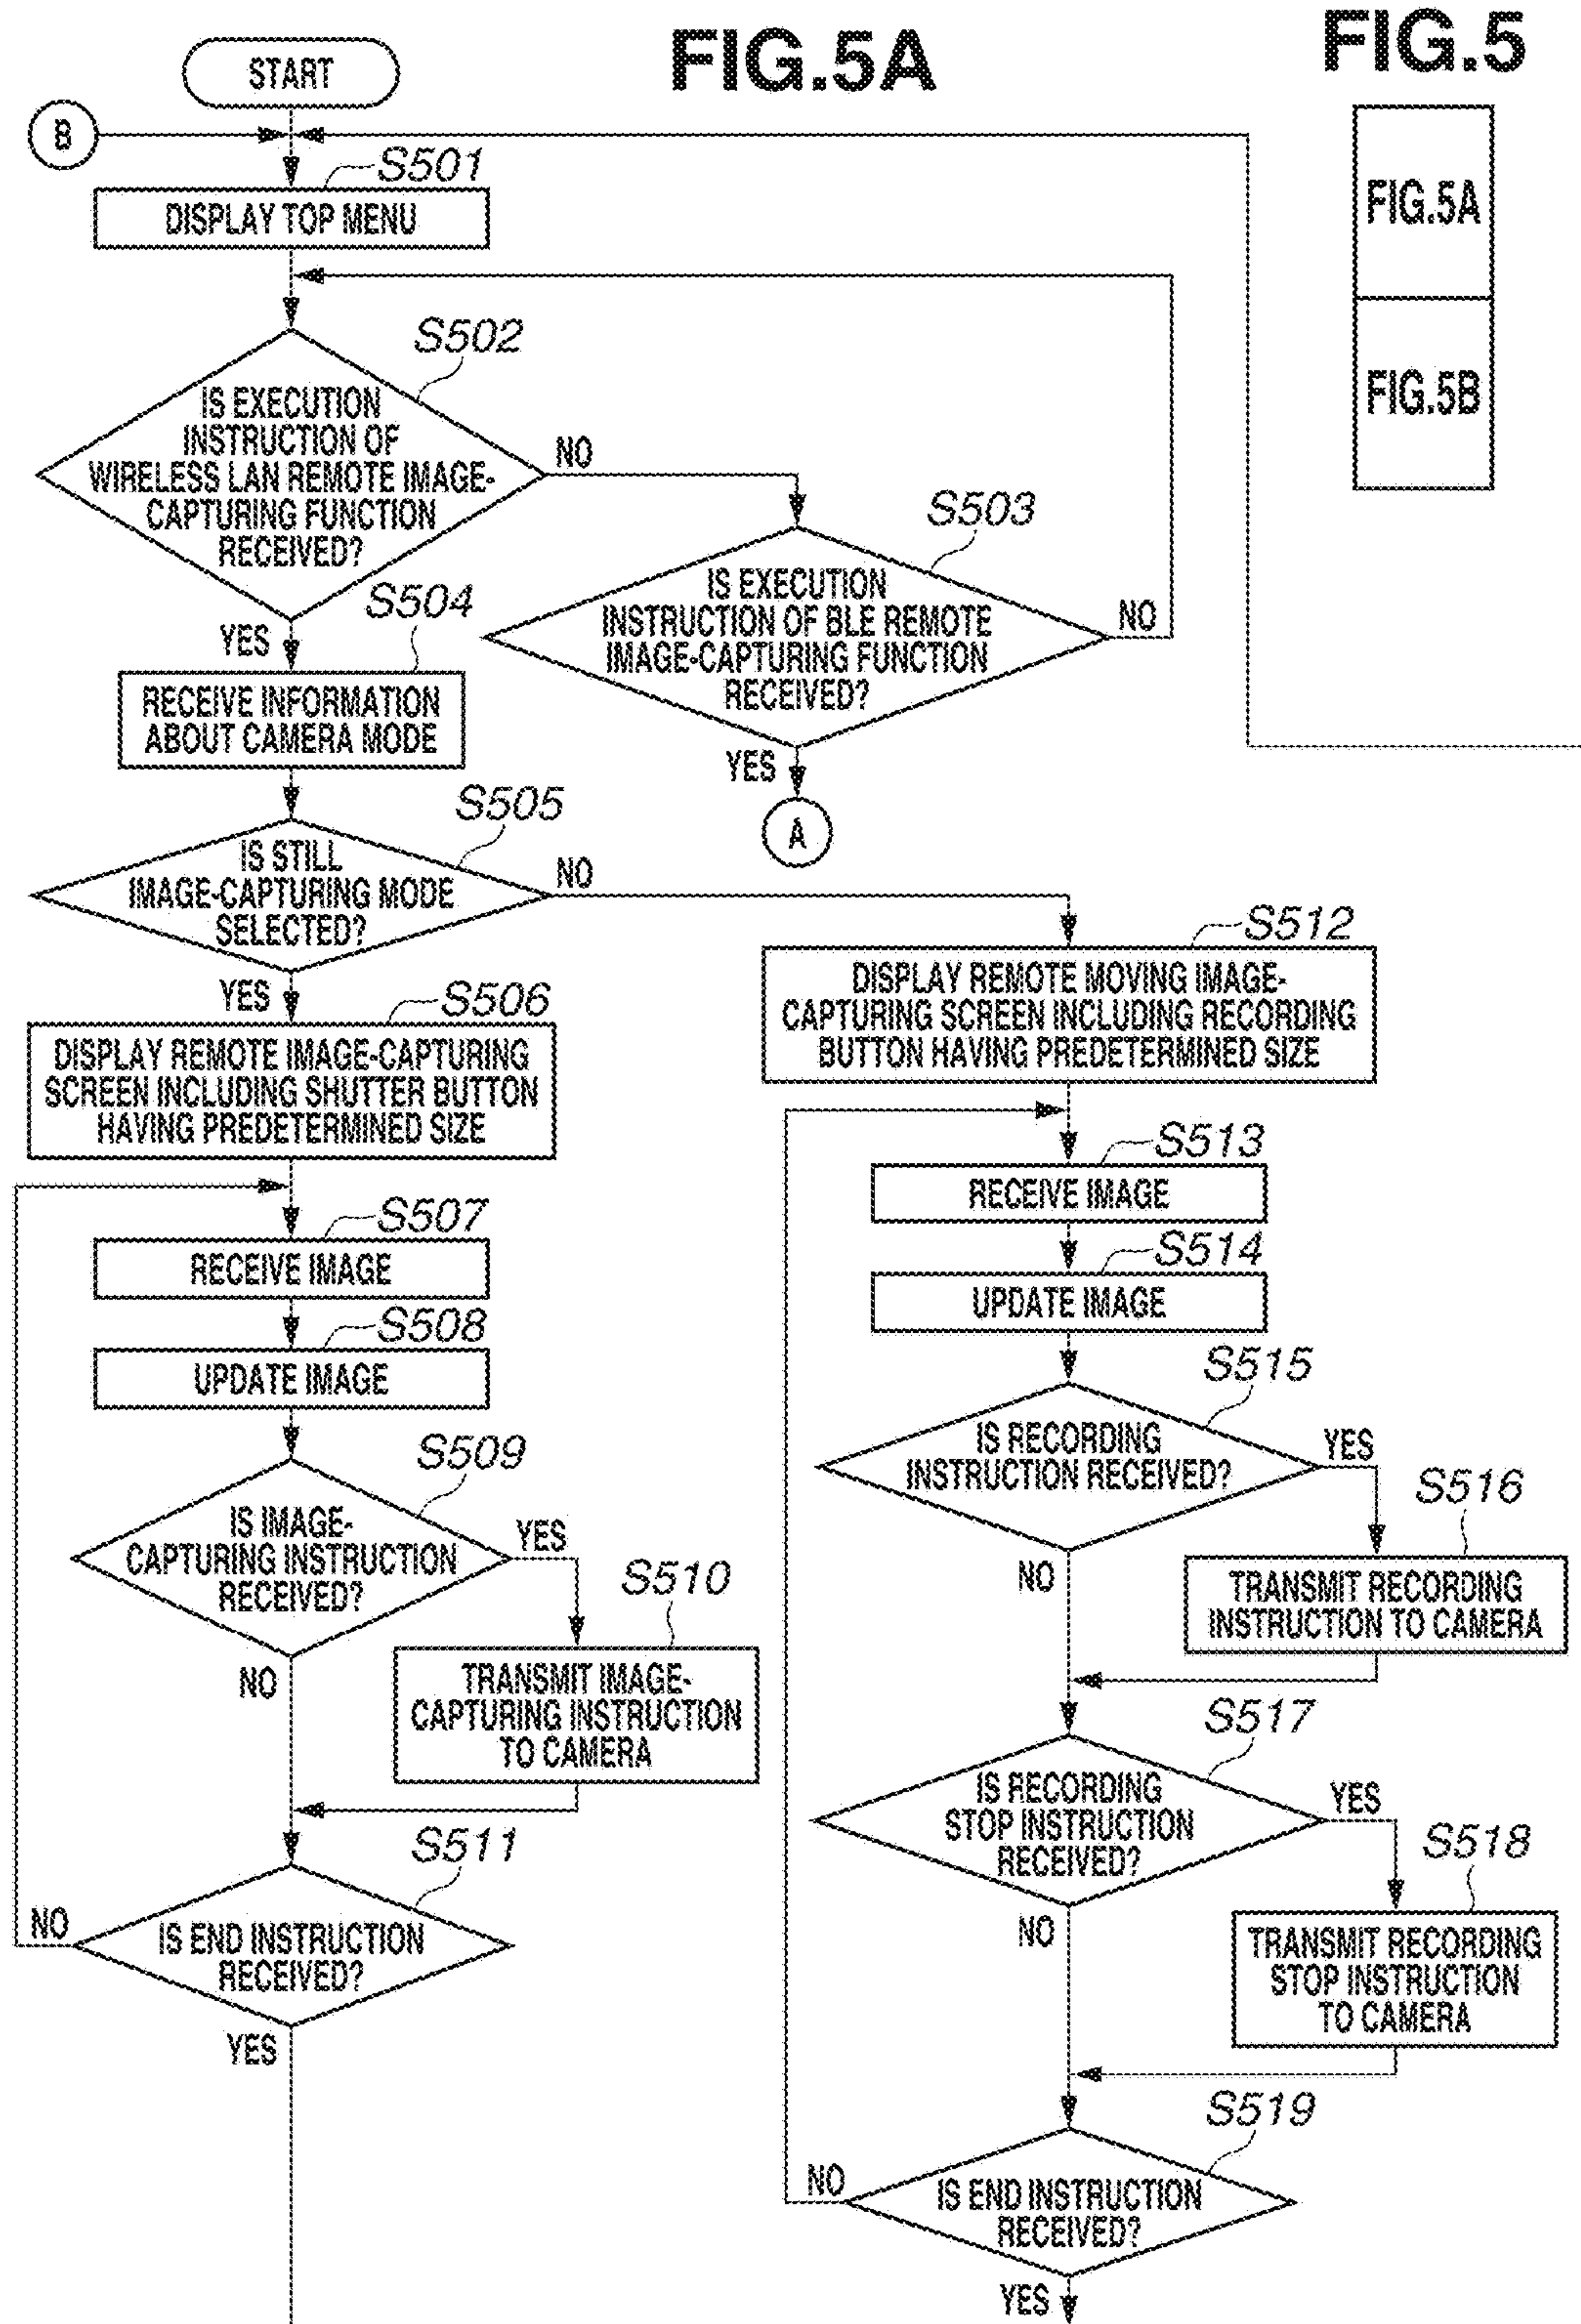 FIG.5A
FIG.5
FIG.5A
FIG.5B
START
B
S501
DISPLAY TOP MENU
S502
IS EXECUTION
INSTRUCTION OF
WIRELESS LAN REMOTE IMAGE-
CAPTURING FUNCTION
RECEIVED?
NO
YES
S503
IS EXECUTION
INSTRUCTION OF BLE REMOTE
IMAGE-CAPTURING FUNCTION
RECEIVED?
NO
YES
A
S504
RECEIVE INFORMATION
ABOUT CAMERA MODE
S505
IS STILL
IMAGE-CAPTURING MODE
SELECTED?
NO
YES
S506
DISPLAY REMOTE IMAGE-CAPTURING
SCREEN INCLUDING SHUTTER BUTTON
HAVING PREDETERMINED SIZE
S507
RECEIVE IMAGE
S508
UPDATE IMAGE
S509
IS IMAGE-
CAPTURING INSTRUCTION
RECEIVED?
YES
NO
S510
TRANSMIT IMAGE-
CAPTURING INSTRUCTION
TO CAMERA
S511
IS END INSTRUCTION
RECEIVED?
NO
YES
S512
DISPLAY REMOTE MOVING IMAGE-
CAPTURING SCREEN INCLUDING RECORDING
BUTTON HAVING PREDETERMINED SIZE
S513
RECEIVE IMAGE
S514
UPDATE IMAGE
S515
IS RECORDING
INSTRUCTION RECEIVED?
YES
NO
S516
TRANSMIT RECORDING
INSTRUCTION TO CAMERA
S517
IS RECORDING
STOP INSTRUCTION
RECEIVED?
YES
NO
S518
TRANSMIT RECORDING
STOP INSTRUCTION
TO CAMERA
S519
IS END INSTRUCTION
RECEIVED?
NO
YES